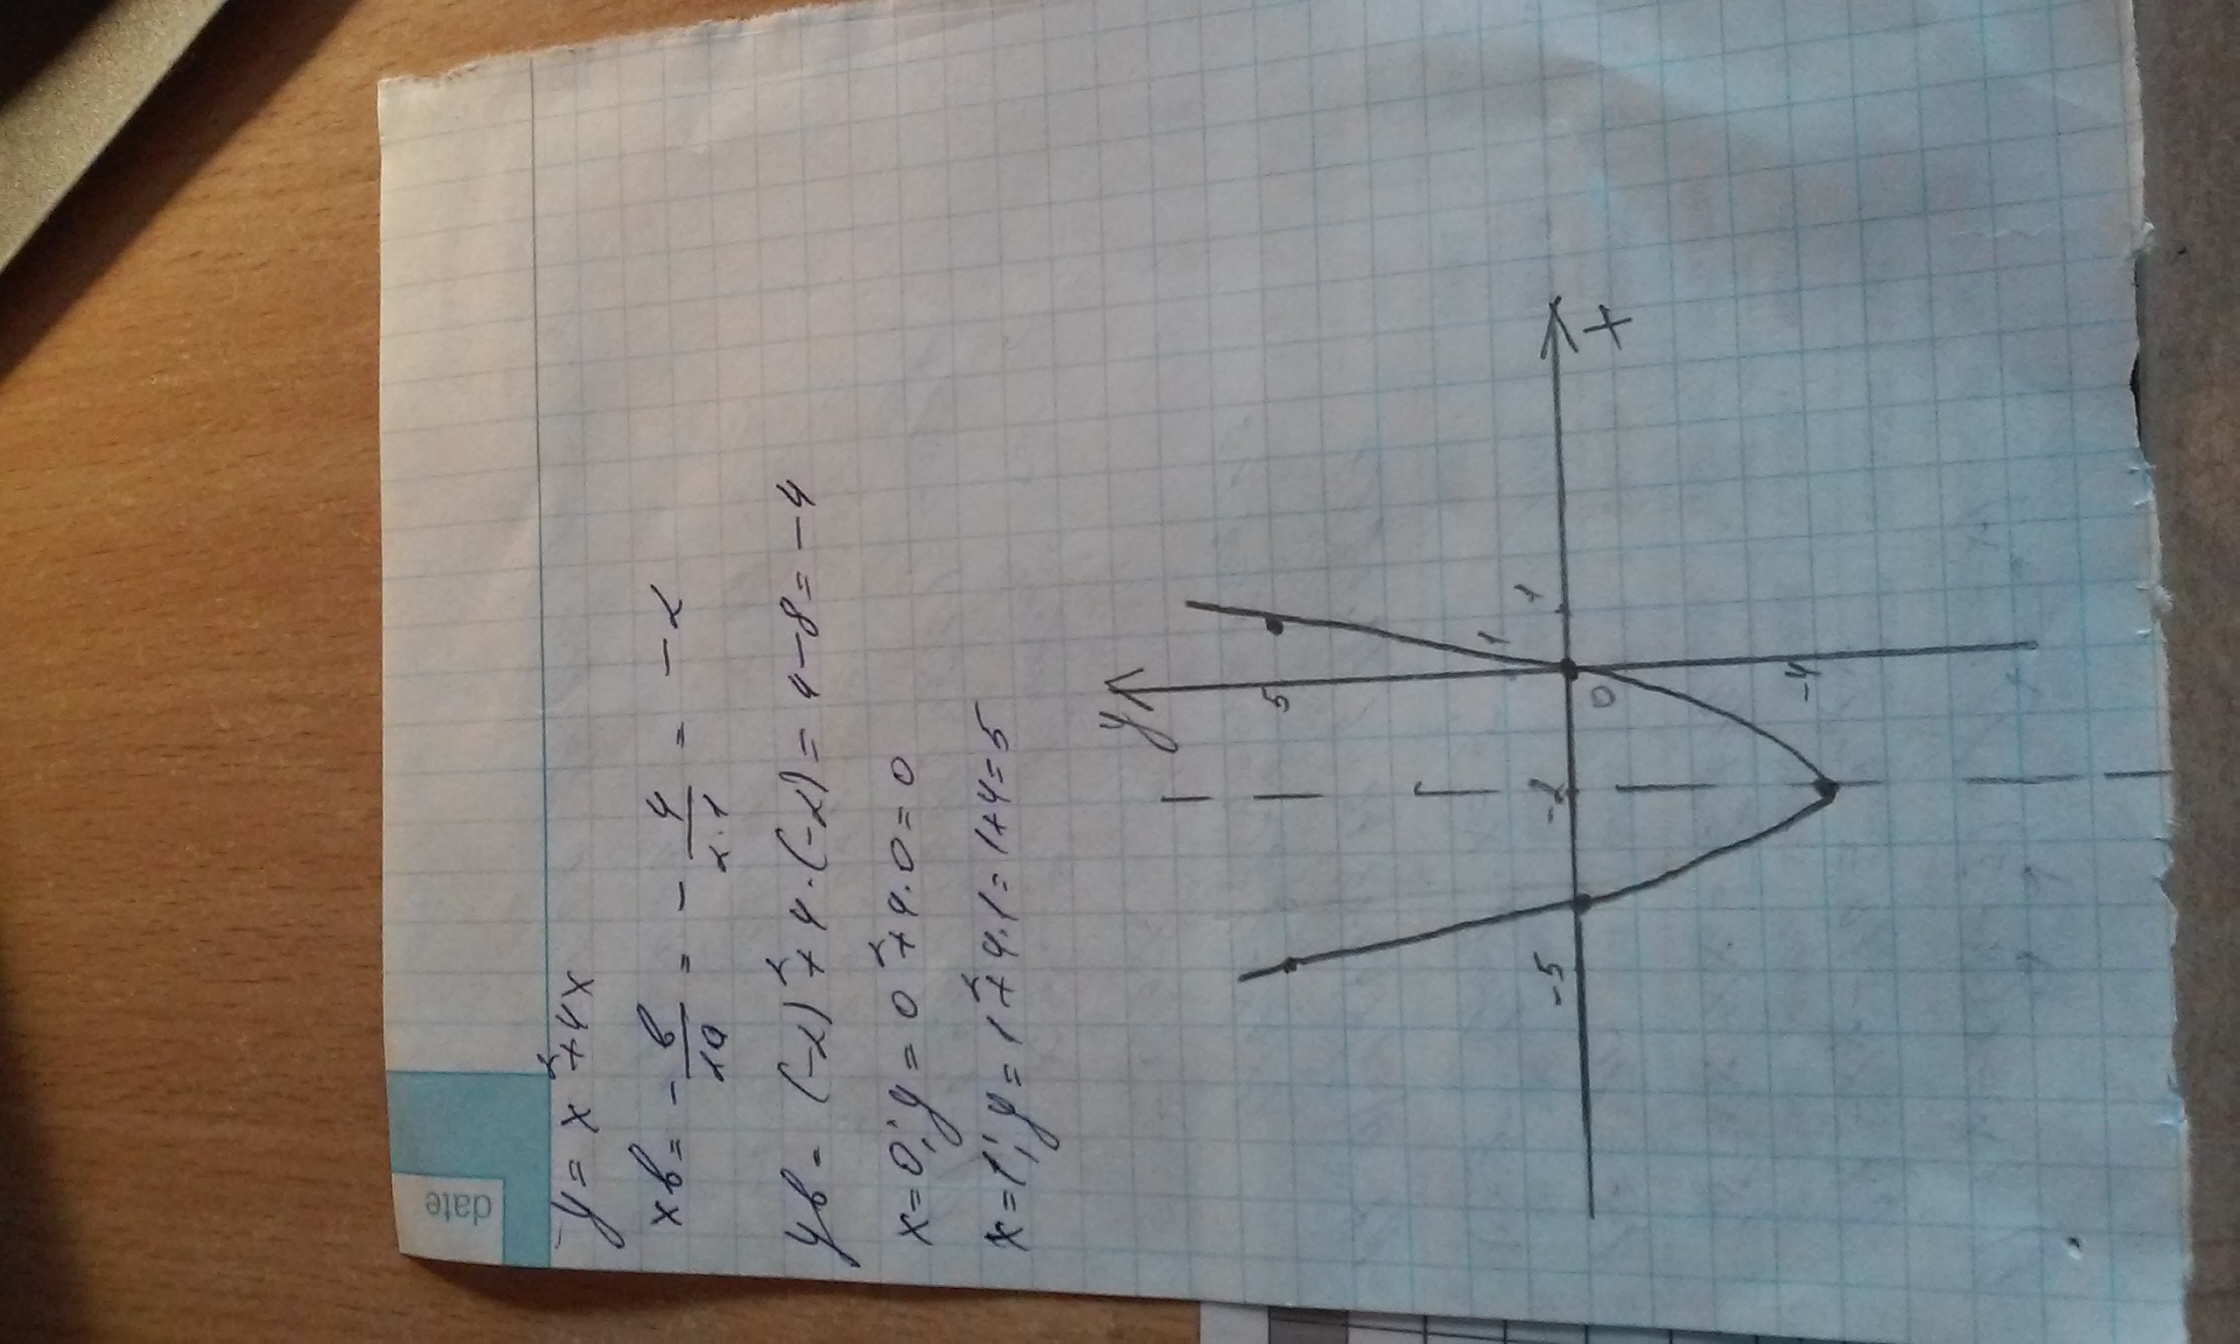 date
y = x² + 4x
xв = - в/2а = - 4/2·1 = -2
yв = (-2)² + 4·(-2) = 4 - 8 = -4
x = 0; y = 0² + 4·0 = 0
x = 1; y = 1² + 4·1 = 1 + 4 = 5
y
5
1
1
-5
-2
0
x
-4